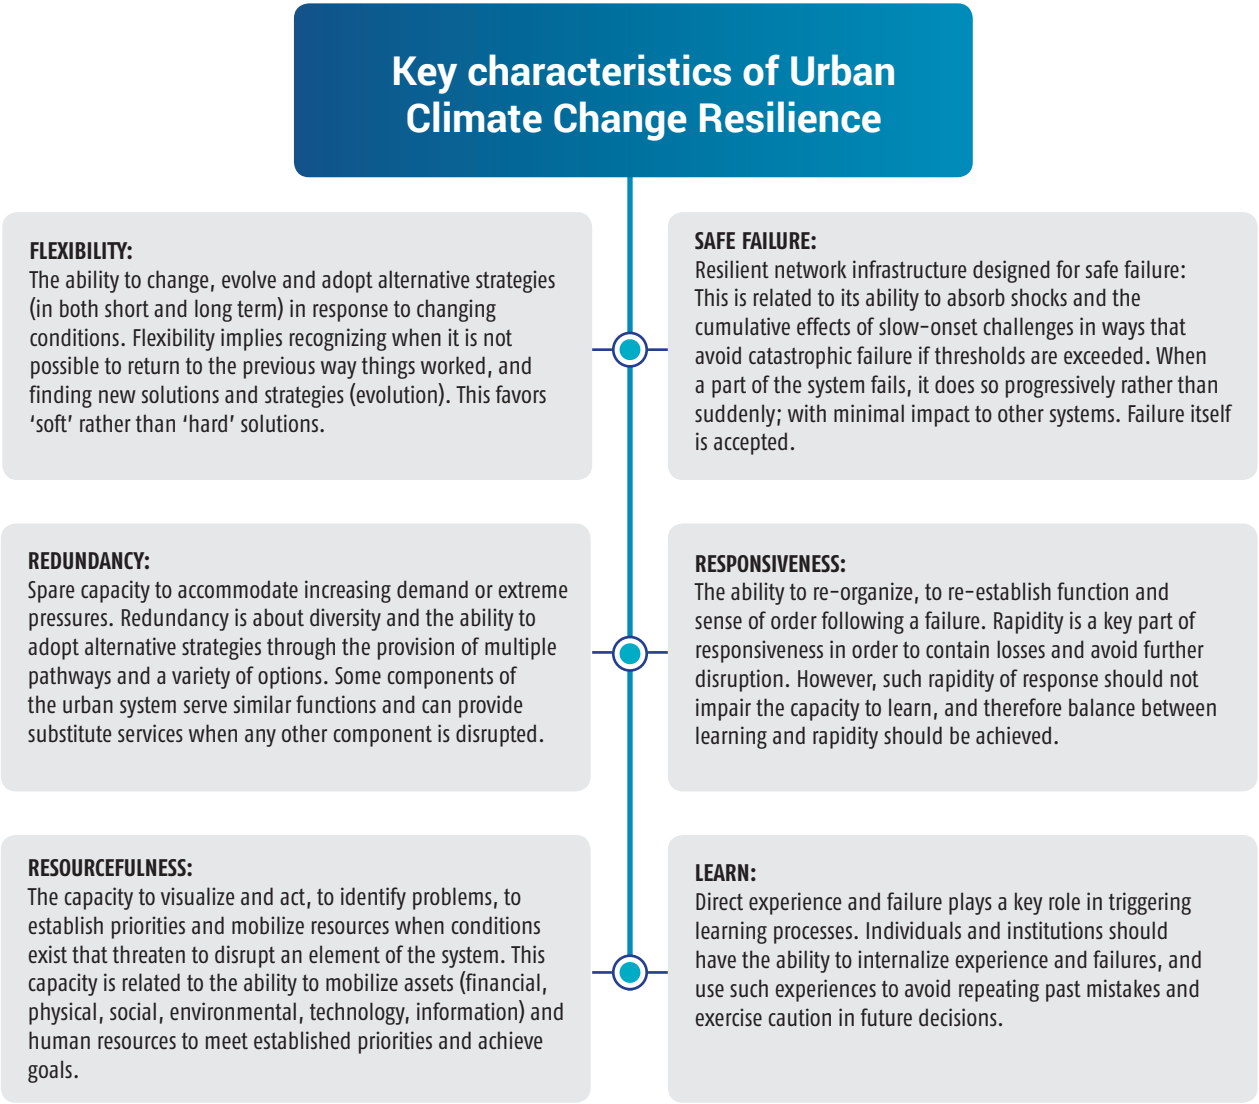 Key characteristics of Urban
Climate Change Resilience
FLEXIBILITY:
The ability to change, evolve and adopt alternative strategies
(in both short and long term) in response to changing
conditions. Flexibility implies recognizing when it is not
possible to return to the previous way things worked, and
finding new solutions and strategies (evolution). This favors
‘soft’ rather than ‘hard’ solutions.
SAFE FAILURE:
Resilient network infrastructure designed for safe failure:
This is related to its ability to absorb shocks and the
cumulative effects of slow-onset challenges in ways that
avoid catastrophic failure if thresholds are exceeded. When
a part of the system fails, it does so progressively rather than
suddenly; with minimal impact to other systems. Failure itself
is accepted.
REDUNDANCY:
Spare capacity to accommodate increasing demand or extreme
pressures. Redundancy is about diversity and the ability to
adopt alternative strategies through the provision of multiple
pathways and a variety of options. Some components of
the urban system serve similar functions and can provide
substitute services when any other component is disrupted.
RESPONSIVENESS:
The ability to re-organize, to re-establish function and
sense of order following a failure. Rapidity is a key part of
responsiveness in order to contain losses and avoid further
disruption. However, such rapidity of response should not
impair the capacity to learn, and therefore balance between
learning and rapidity should be achieved.
RESOURCEFULNESS:
The capacity to visualize and act, to identify problems, to
establish priorities and mobilize resources when conditions
exist that threaten to disrupt an element of the system. This
capacity is related to the ability to mobilize assets (financial,
physical, social, environmental, technology, information) and
human resources to meet established priorities and achieve
goals.
LEARN:
Direct experience and failure plays a key role in triggering
learning processes. Individuals and institutions should
have the ability to internalize experience and failures, and
use such experiences to avoid repeating past mistakes and
exercise caution in future decisions.